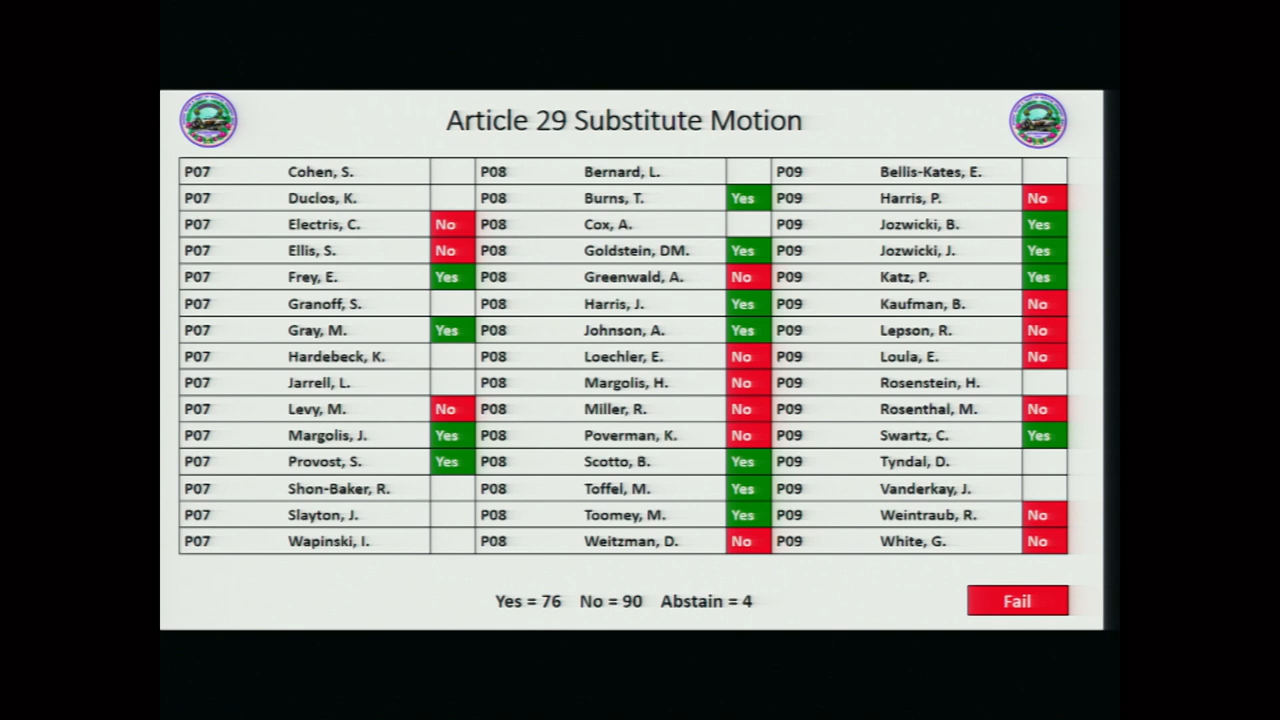 Article 29 Substitute Motion
P07 Cohen, S. P08 Bernard, L. P09 Bellis-Kates, E.
P07 Duclos, K. P08 Burns, T. Yes P09 Harris, P. No
P07 Electris, C. No P08 Cox, A. P09 Jozwicki, B. Yes
P07 Ellis, S. No P08 Goldstein, DM. Yes P09 Jozwicki, J. Yes
P07 Frey, E. Yes P08 Greenwald, A. No P09 Katz, P. Yes
P07 Granoff, S. P08 Harris, J. Yes P09 Kaufman, B. No
P07 Gray, M. Yes P08 Johnson, A. Yes P09 Lepson, R. No
P07 Hardebeck, K. P08 Loechler, E. No P09 Loula, E. No
P07 Jarrell, L. P08 Margolis, H. No P09 Rosenstein, H.
P07 Levy, M. No P08 Miller, R. No P09 Rosenthal, M. No
P07 Margolis, J. Yes P08 Poverman, K. No P09 Swartz, C. Yes
P07 Provost, S. Yes P08 Scotto, B. Yes P09 Tyndal, D.
P07 Shon-Baker, R. P08 Toffel, M. Yes P09 Vanderkay, J.
P07 Slayton, J. P08 Toomey, M. Yes P09 Weintraub, R. No
P07 Wapinski, I. P08 Weitzman, D. No P09 White, G. No
Yes = 76 No = 90 Abstain = 4 Fail